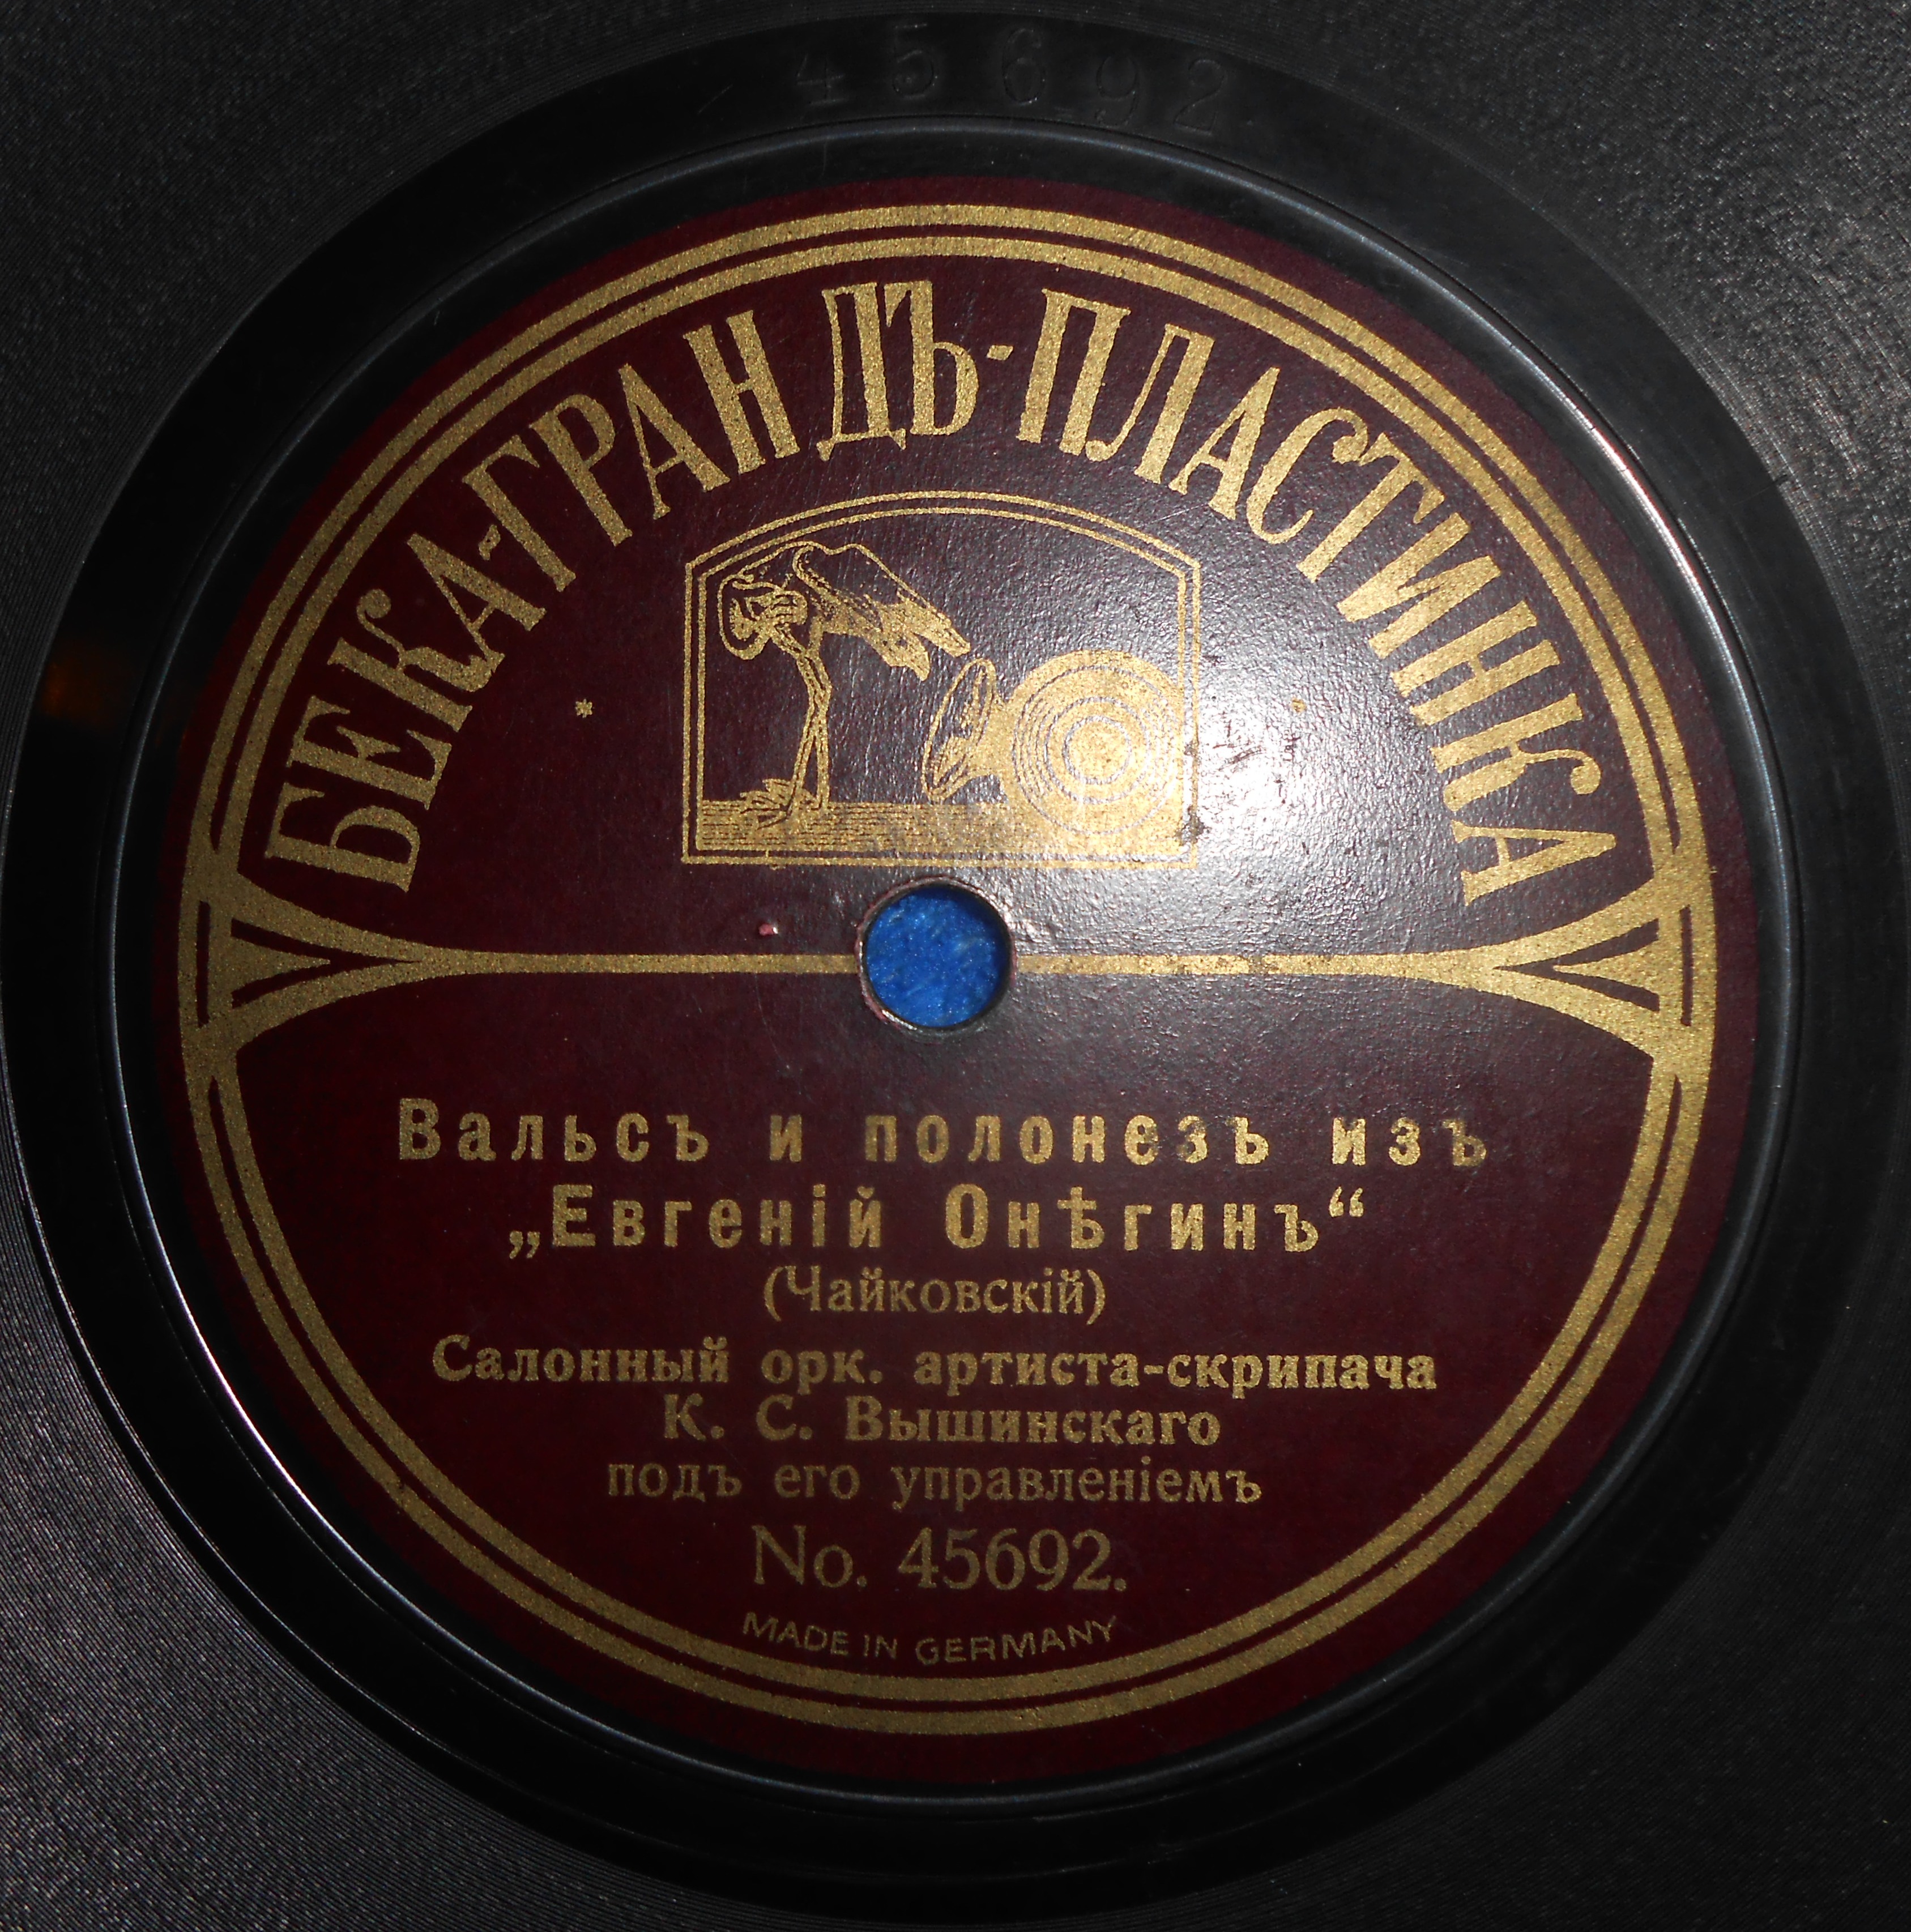 45692
БЕКА-ГРАНДЪ-ПЛАСТИНКА
Вальсъ и полонезъ изъ
„Евгеній Онѣгинъ“
(Чайковскій)
Салонный орк. артиста-скрипача
К. С. Вышинскаго
подъ его управленіемъ
No. 45692.
MADE IN GERMANY